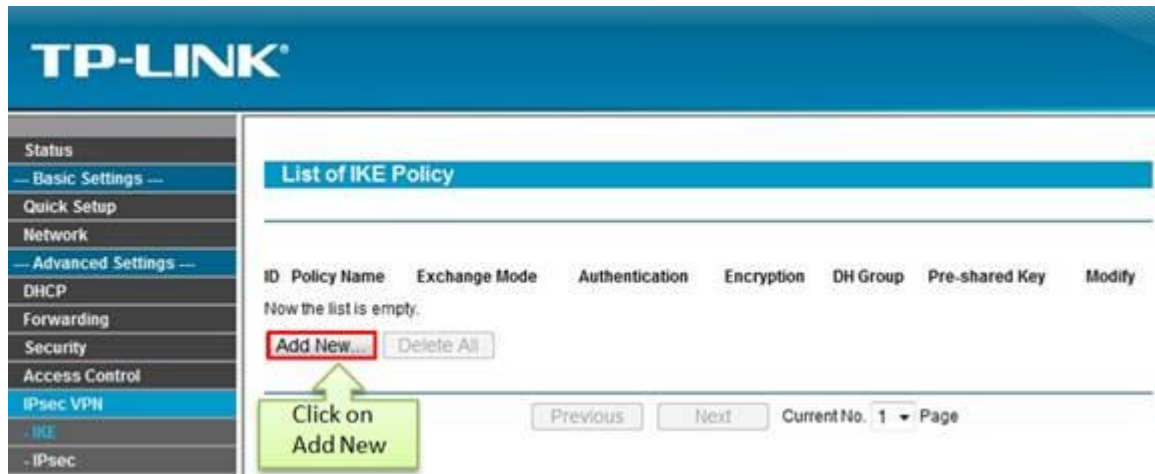 TP-LINK®
Status
--- Basic Settings ---
Quick Setup
Network
--- Advanced Settings ---
DHCP
Forwarding
Security
Access Control
IPsec VPN
- IKE
- IPsec
List of IKE Policy
ID Policy Name Exchange Mode Authentication Encryption DH Group Pre-shared Key Modify
Now the list is empty.
Add New... Delete All
Click on
Add New
Previous Next Current No. 1 Page